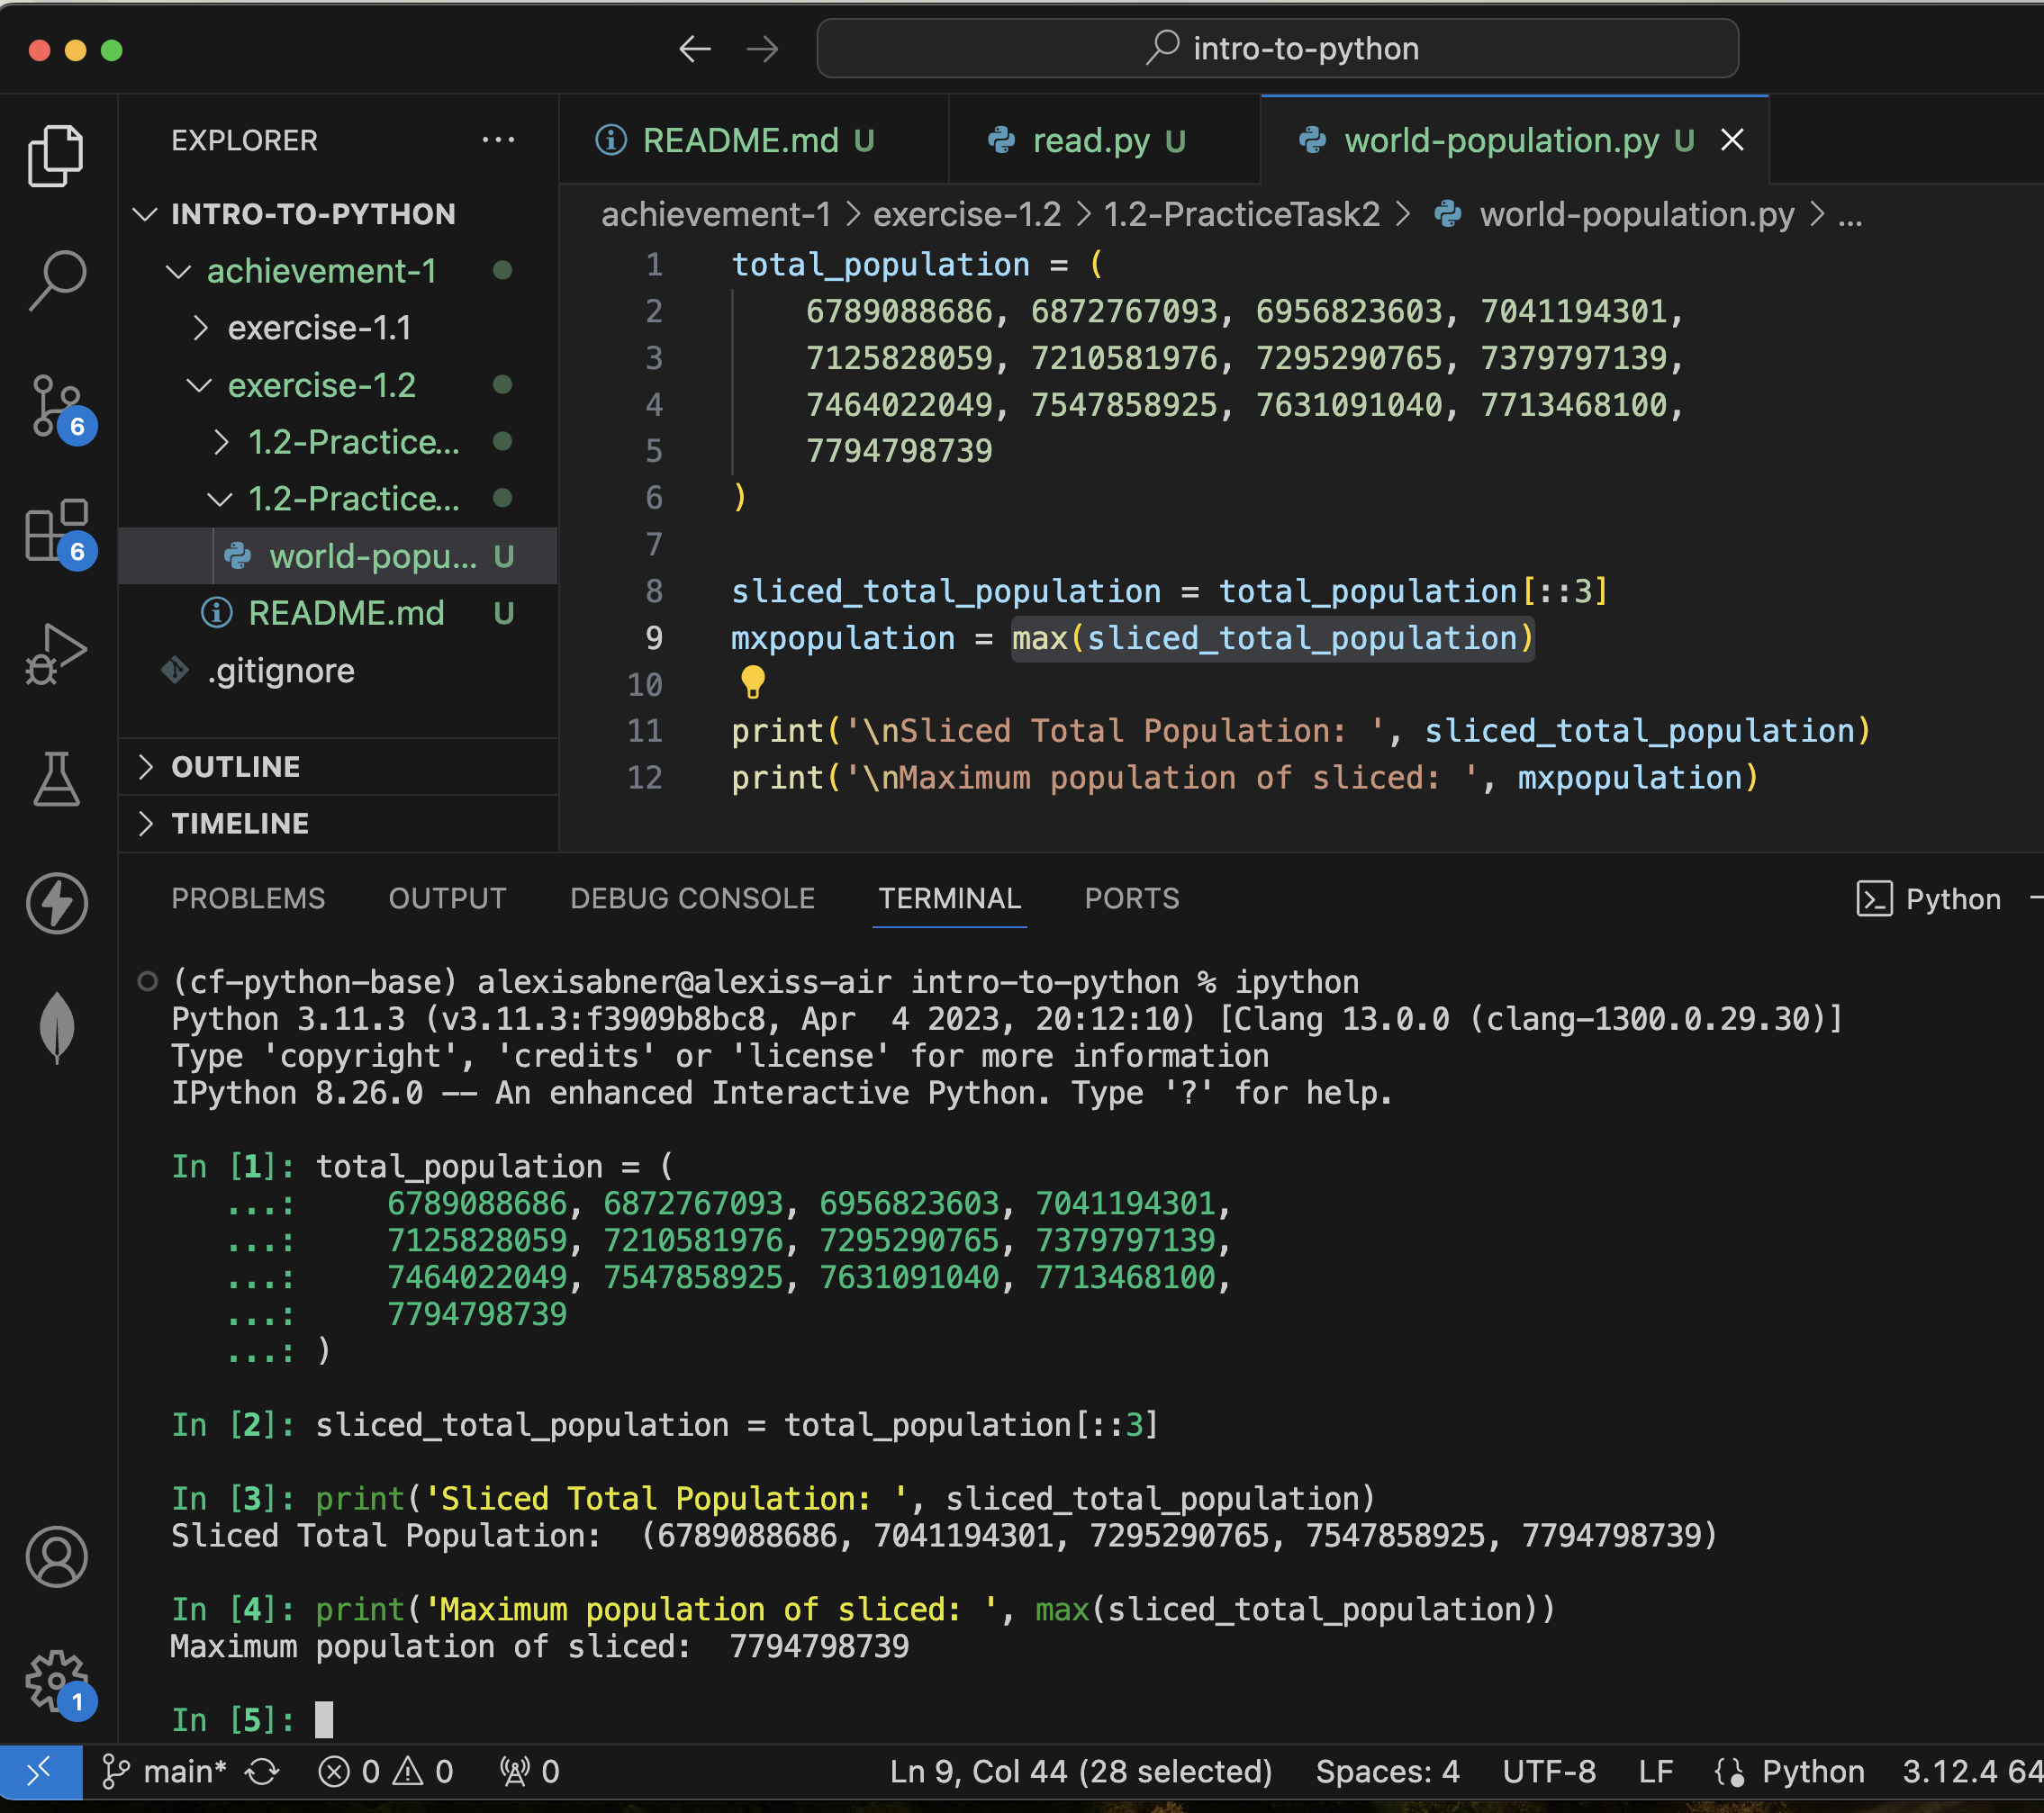 intro-to-python
EXPLORER ...
README.md U
read.py U
world-population.py U
INTRO-TO-PYTHON
achievement-1
exercise-1.1
exercise-1.2
1.2-Practice...
1.2-Practice...
world-popu... U
README.md U
.gitignore
OUTLINE
TIMELINE
6
6
1
achievement-1 > exercise-1.2 > 1.2-PracticeTask2 > world-population.py > ...
1 total_population = (
2 6789088686, 6872767093, 6956823603, 7041194301,
3 7125828059, 7210581976, 7295290765, 7379797139,
4 7464022049, 7547858925, 7631091040, 7713468100,
5 7794798739
6 )
7
8 sliced_total_population = total_population[::3]
9 mxpopulation = max(sliced_total_population)
10
11 print('\nSliced Total Population: ', sliced_total_population)
12 print('\nMaximum population of sliced: ', mxpopulation)
PROBLEMS OUTPUT DEBUG CONSOLE TERMINAL PORTS Python
(cf-python-base) alexisabner@alexiss-air intro-to-python % ipython
Python 3.11.3 (v3.11.3:f3909b8bc8, Apr  4 2023, 20:12:10) [Clang 13.0.0 (clang-1300.0.29.30)]
Type 'copyright', 'credits' or 'license' for more information
IPython 8.26.0 -- An enhanced Interactive Python. Type '?' for help.
In [1]: total_population = (
...: 6789088686, 6872767093, 6956823603, 7041194301,
...: 7125828059, 7210581976, 7295290765, 7379797139,
...: 7464022049, 7547858925, 7631091040, 7713468100,
...: 7794798739
...: )
In [2]: sliced_total_population = total_population[::3]
In [3]: print('Sliced Total Population: ', sliced_total_population)
Sliced Total Population:  (6789088686, 7041194301, 7295290765, 7547858925, 7794798739)
In [4]: print('Maximum population of sliced: ', max(sliced_total_population))
Maximum population of sliced:  7794798739
In [5]:
main* 0 0 0 Ln 9, Col 44 (28 selected) Spaces: 4 UTF-8 LF Python 3.12.4 64